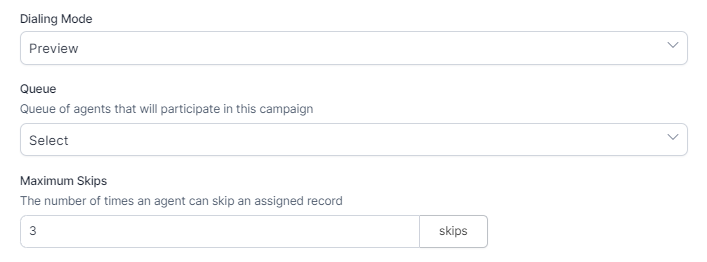 Dialing Mode
Preview
Queue
Queue of agents that will participate in this campaign
Select
Maximum Skips
The number of times an agent can skip an assigned record
3 skips